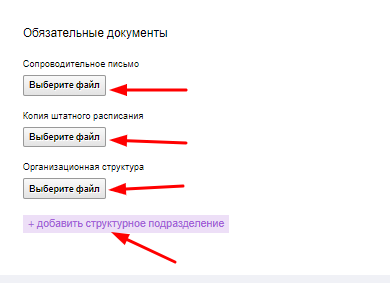 Обязательные документы
Сопроводительное письмо
Выберите файл
Копия штатного расписания
Выберите файл
Организационная структура
Выберите файл
+ добавить структурное подразделение